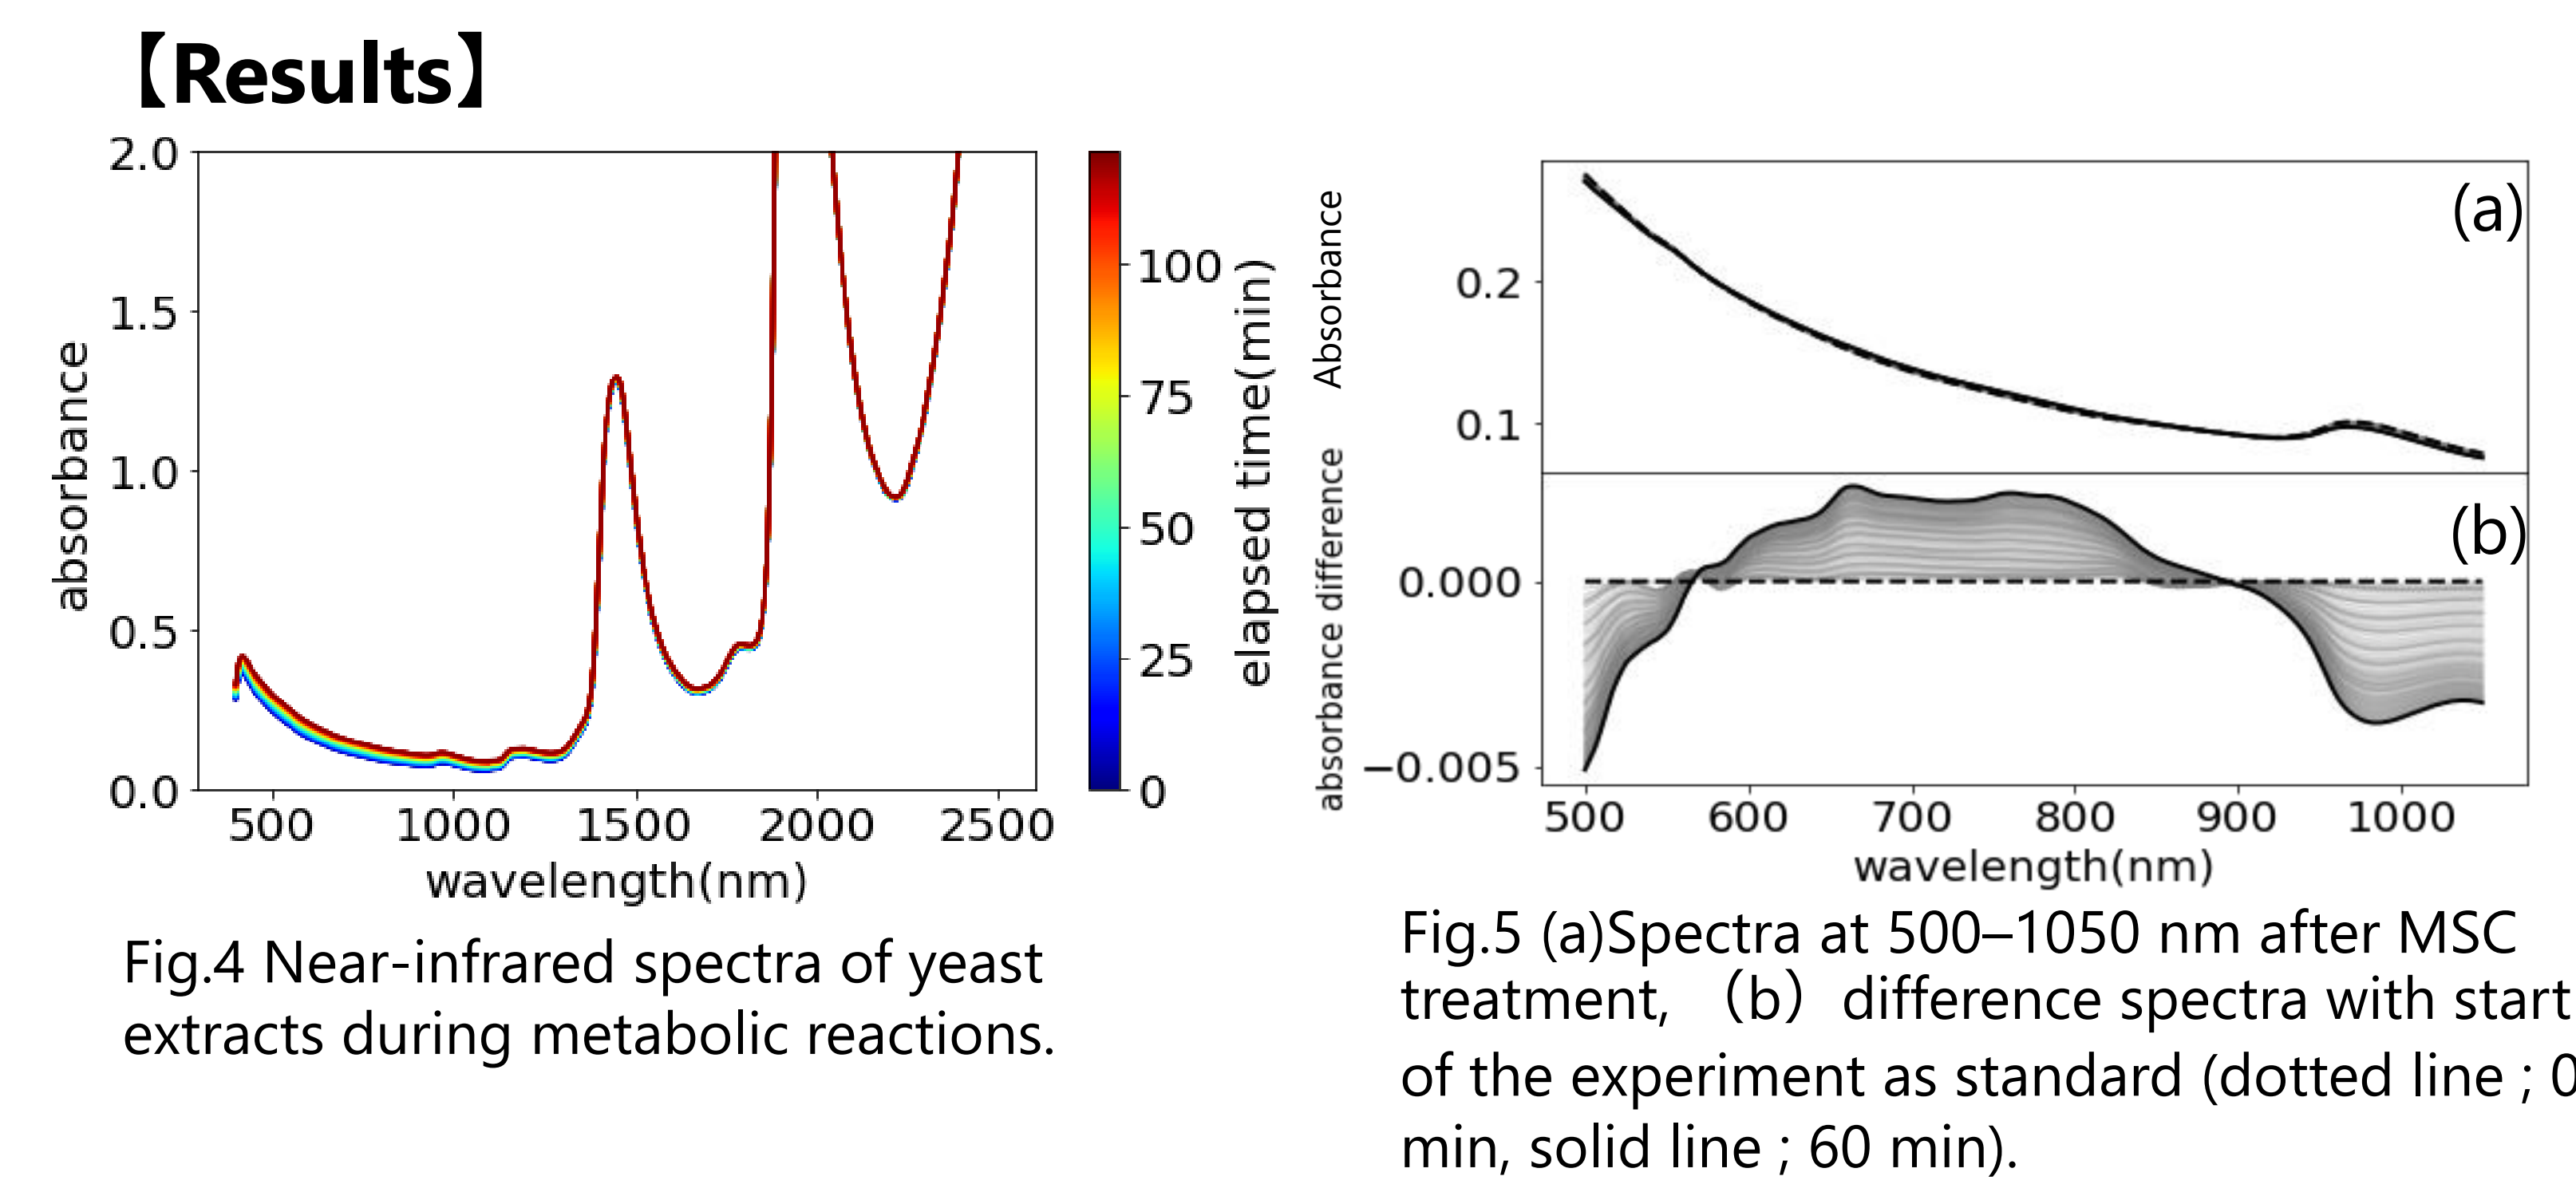 【Results】
2.0
1.5
1.0
0.5
0.0
absorbance
500 1000 1500 2000 2500
wavelength(nm)
100
75
50
25
0
elapsed time(min)
Fig.4 Near-infrared spectra of yeast
extracts during metabolic reactions.
Absorbance
0.2
0.1
(a)
absorbance difference
0.000
−0.005
(b)
500 600 700 800 900 1000
wavelength(nm)
Fig.5 (a)Spectra at 500–1050 nm after MSC
treatment, （b）difference spectra with start
of the experiment as standard (dotted line ; 0
min, solid line ; 60 min).